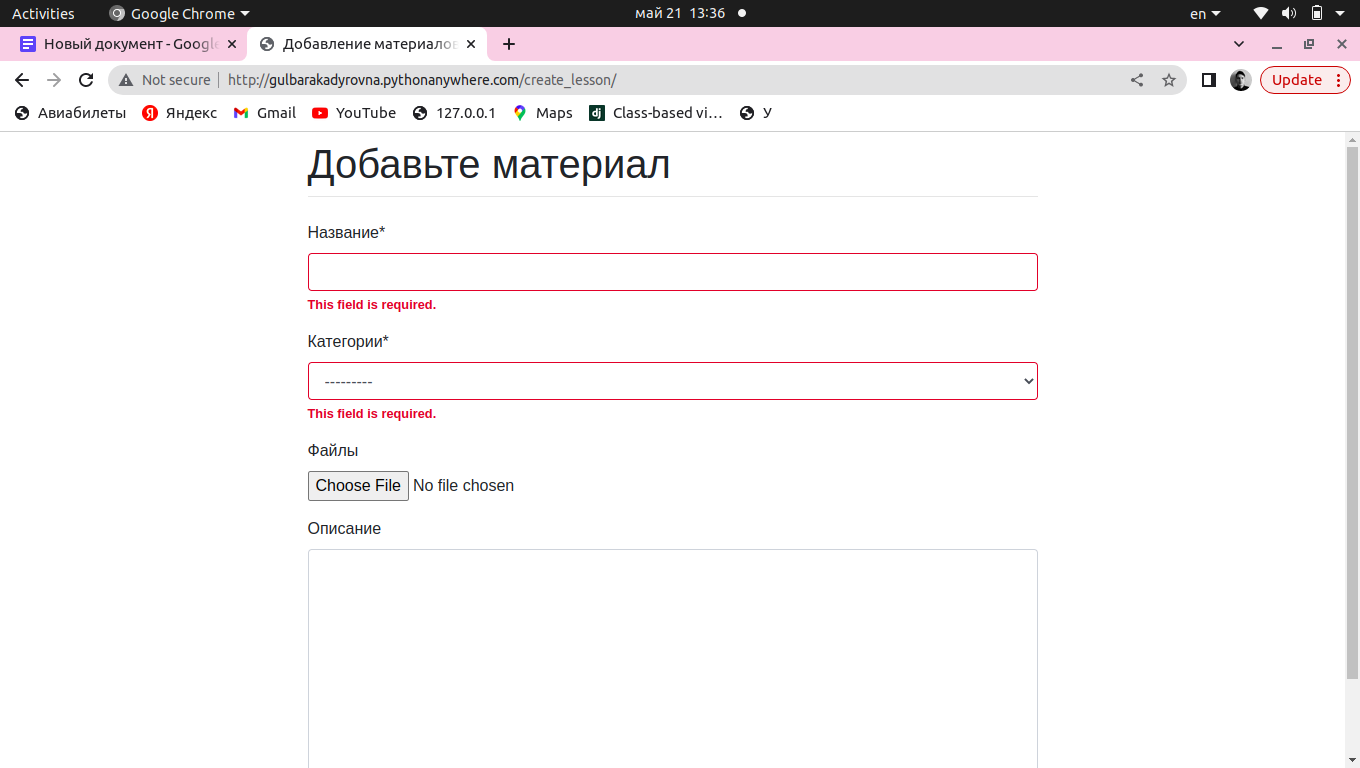 Activities Google Chrome май 21 13:36 en
Новый документ - Google Добавление материалов
Not secure http://gulbarakadyrovna.pythonanywhere.com/create_lesson/ Update
Авиабилеты Яндекс Gmail YouTube 127.0.0.1 Maps dj Class-based vi… У
Добавьте материал
Название*
This field is required.
Категории*
---------
This field is required.
Файлы
Choose File No file chosen
Описание